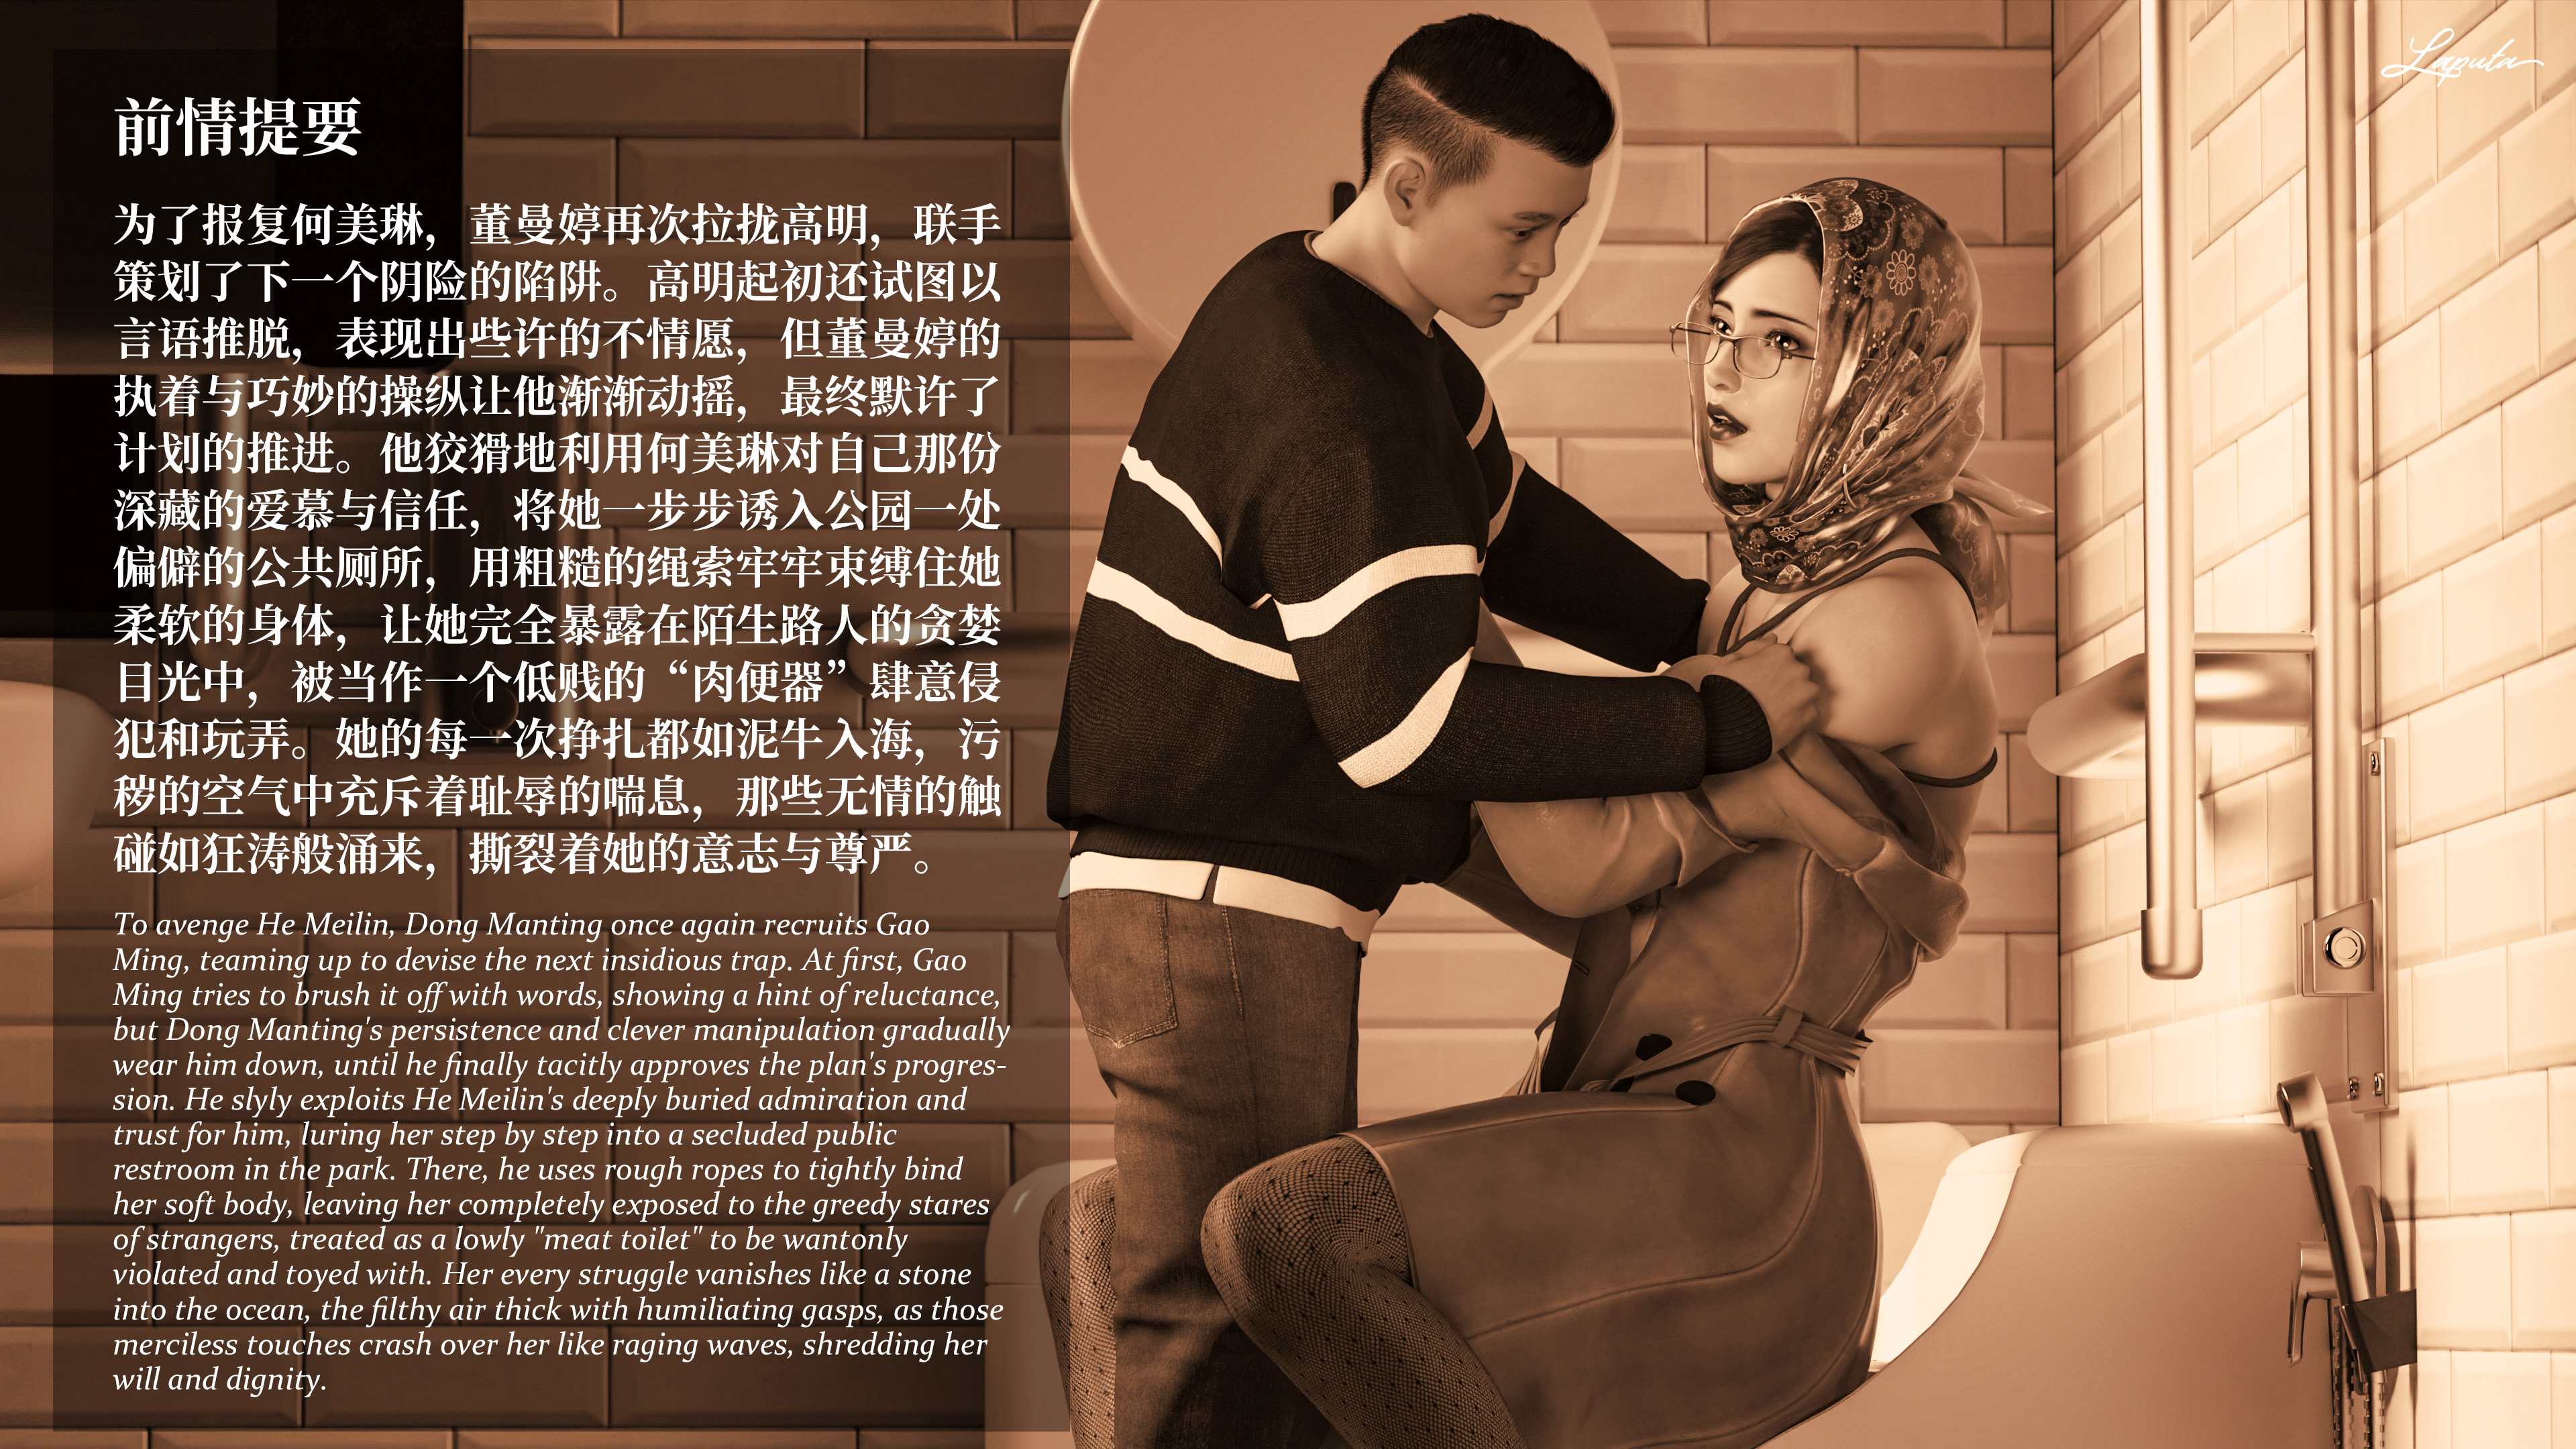 Laputa
前情提要
为了报复何美琳，董曼婷再次拉拢高明，联手
策划了下一个阴险的陷阱。高明起初还试图以
言语推脱，表现出些许的不情愿，但董曼婷的
执着与巧妙的操纵让他渐渐动摇，最终默许了
计划的推进。他狡猾地利用何美琳对自己那份
深藏的爱慕与信任，将她一步步诱入公园一处
偏僻的公共厕所，用粗糙的绳索牢牢束缚住她
柔软的身体，让她完全暴露在陌生路人的贪婪
目光中，被当作一个低贱的“肉便器”肆意侵
犯和玩弄。她的每一次挣扎都如泥牛入海，污
秽的空气中充斥着耻辱的喘息，那些无情的触
碰如狂涛般涌来，撕裂着她的意志与尊严。
To avenge He Meilin, Dong Manting once again recruits Gao
Ming, teaming up to devise the next insidious trap. At first, Gao
Ming tries to brush it off with words, showing a hint of reluctance,
but Dong Manting's persistence and clever manipulation gradually
wear him down, until he finally tacitly approves the plan's progres-
sion. He slyly exploits He Meilin's deeply buried admiration and
trust for him, luring her step by step into a secluded public
restroom in the park. There, he uses rough ropes to tightly bind
her soft body, leaving her completely exposed to the greedy stares
of strangers, treated as a lowly "meat toilet" to be wantonly
violated and toyed with. Her every struggle vanishes like a stone
into the ocean, the filthy air thick with humiliating gasps, as those
merciless touches crash over her like raging waves, shredding her
will and dignity.